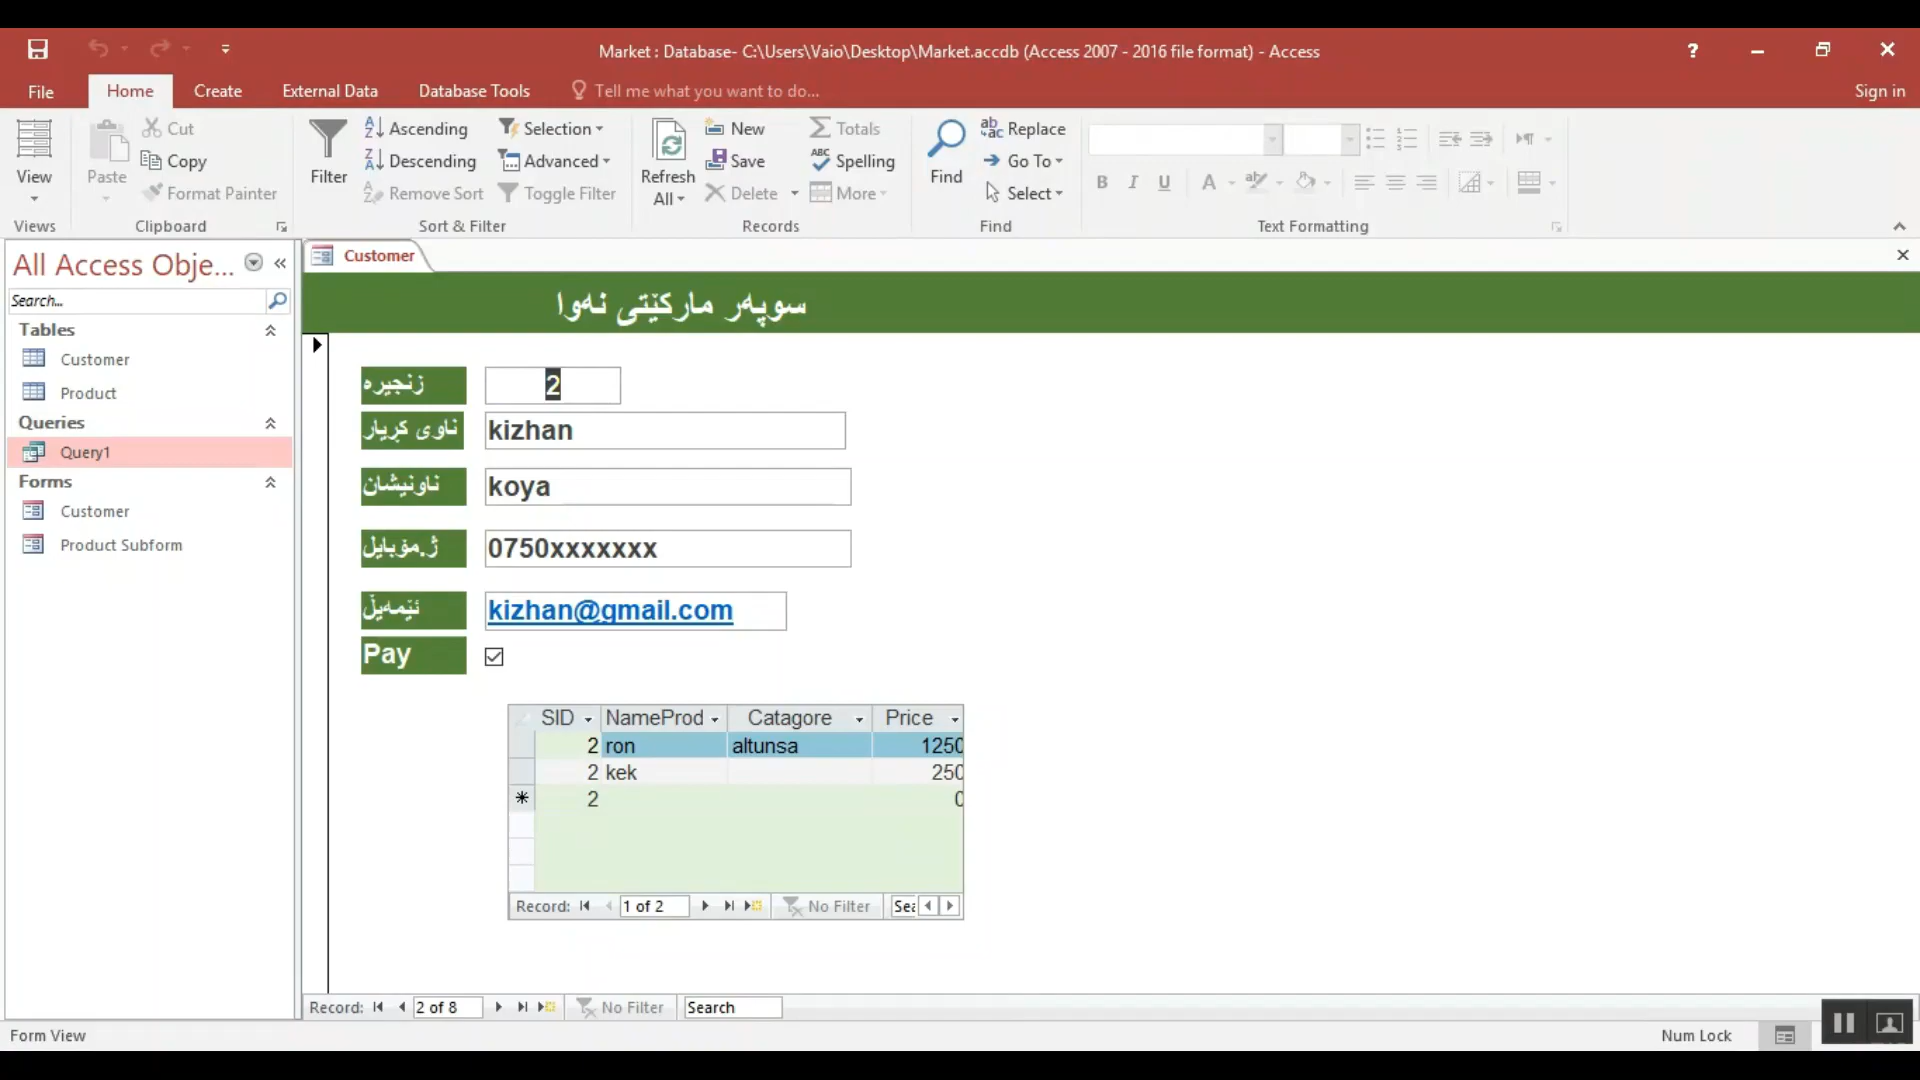 Market : Database- C:\Users\Vaio\Desktop\Market.accdb (Access 2007 - 2016 file format) - Access
?
File Home Create External Data Database Tools Tell me what you want to do... Sign in
View
Views
Paste
Cut
Copy
Format Painter
Clipboard
Filter
Ascending
Descending
Remove Sort
Selection
Advanced
Toggle Filter
Sort & Filter
Refresh All
New
Save
Delete
Totals
Spelling
More
Records
Find
Replace
Go To
Select
Find
B I U A
Text Formatting
All Access Obje... «
Search...
Tables
Customer
Product
Queries
Query1
Forms
Customer
Product Subform
Customer
سوپەر مارکێتی نەوا
زنجیرە 2
ناوی کڕیار kizhan
ناونیشان koya
ژ.مۆبایل 0750xxxxxxx
ئێمەیڵ kizhan@gmail.com
Pay
SID NameProd Catagore Price
2 ron altunsa 1250
2 kek 250
* 2 0
Record: 1 of 2 No Filter Sea
Record: 2 of 8 No Filter Search
Form View Num Lock